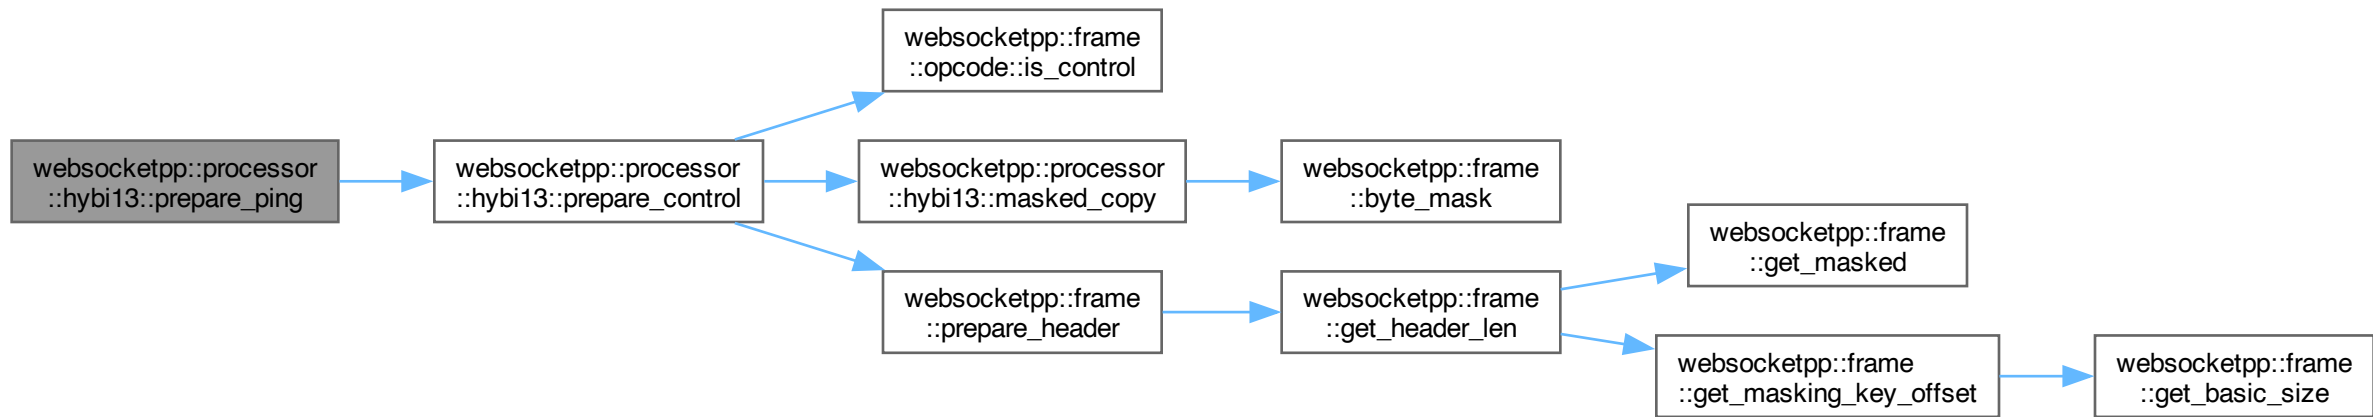 websocketpp::processor
::hybi13::prepare_ping
websocketpp::processor
::hybi13::prepare_control
websocketpp::frame
::opcode::is_control
websocketpp::processor
::hybi13::masked_copy
websocketpp::frame
::byte_mask
websocketpp::frame
::prepare_header
websocketpp::frame
::get_header_len
websocketpp::frame
::get_masked
websocketpp::frame
::get_masking_key_offset
websocketpp::frame
::get_basic_size